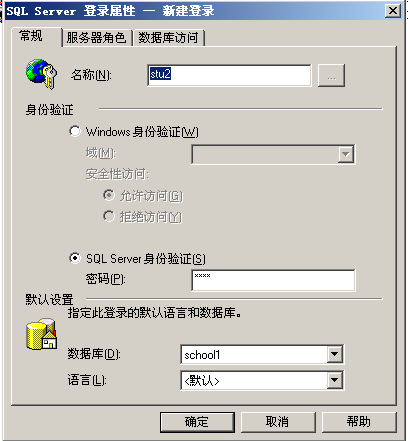 SQL Server 登录属性 — 新建登录
常规 服务器角色 数据库访问
名称(N): stu2 ...
身份验证
Windows 身份验证(W)
域(M):
安全性访问:
允许访问(G)
拒绝访问(Y)
SQL Server 身份验证(S)
密码(P): ****
默认设置
指定此登录的默认语言和数据库。
数据库(D): school1
语言(L): <默认>
确定 取消 帮助